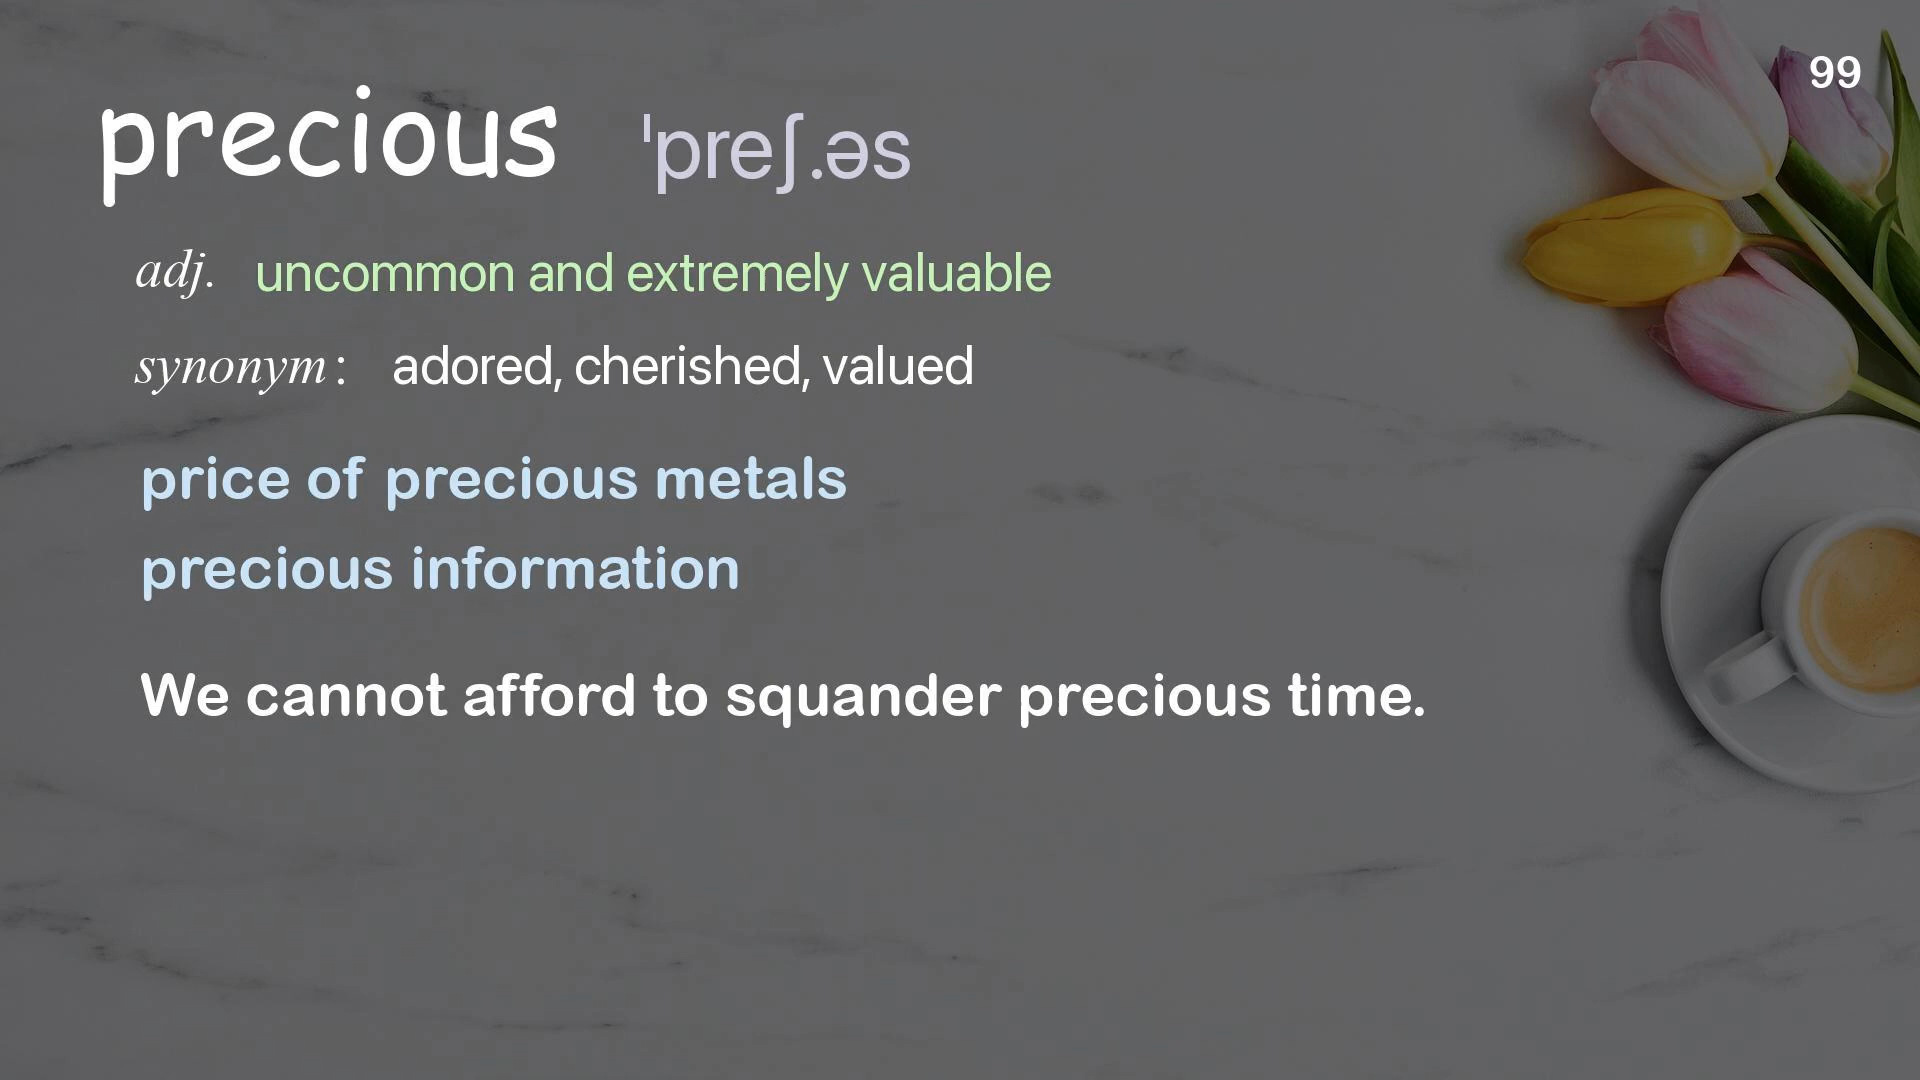 99
precious ˈpreʃ.əs
adj. uncommon and extremely valuable
synonym: adored, cherished, valued
price of precious metals
precious information
We cannot afford to squander precious time.